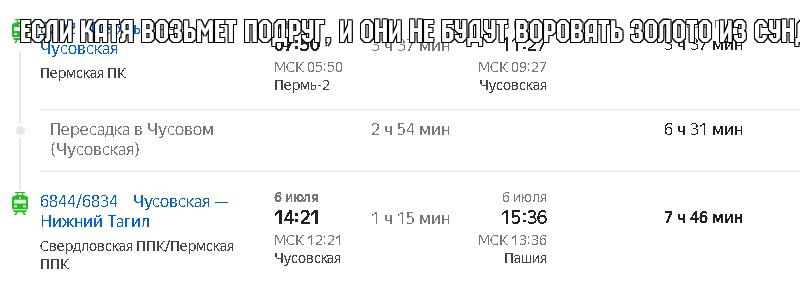 ЕСЛИ КАТЯ ВОЗЬМЕТ ПОДРУГ, И ОНИ НЕ БУДУТ ВОРОВАТЬ ЗОЛОТО ИЗ
07:50 3 ч 37 мин 11:27 3 ч 37 мин
Чусовская
МСК 05:50 МСК 09:27
Пермская ПК Пермь-2 Чусовская
Пересадка в Чусовом 2 ч 54 мин 6 ч 31 мин
(Чусовская)
6 июля 6 июля
6844/6834 Чусовская —
Нижний Тагил 14:21 1 ч 15 мин 15:36 7 ч 46 мин
МСК 12:21 МСК 13:36
Свердловская ППК/Пермская
ППК Чусовская Пашия